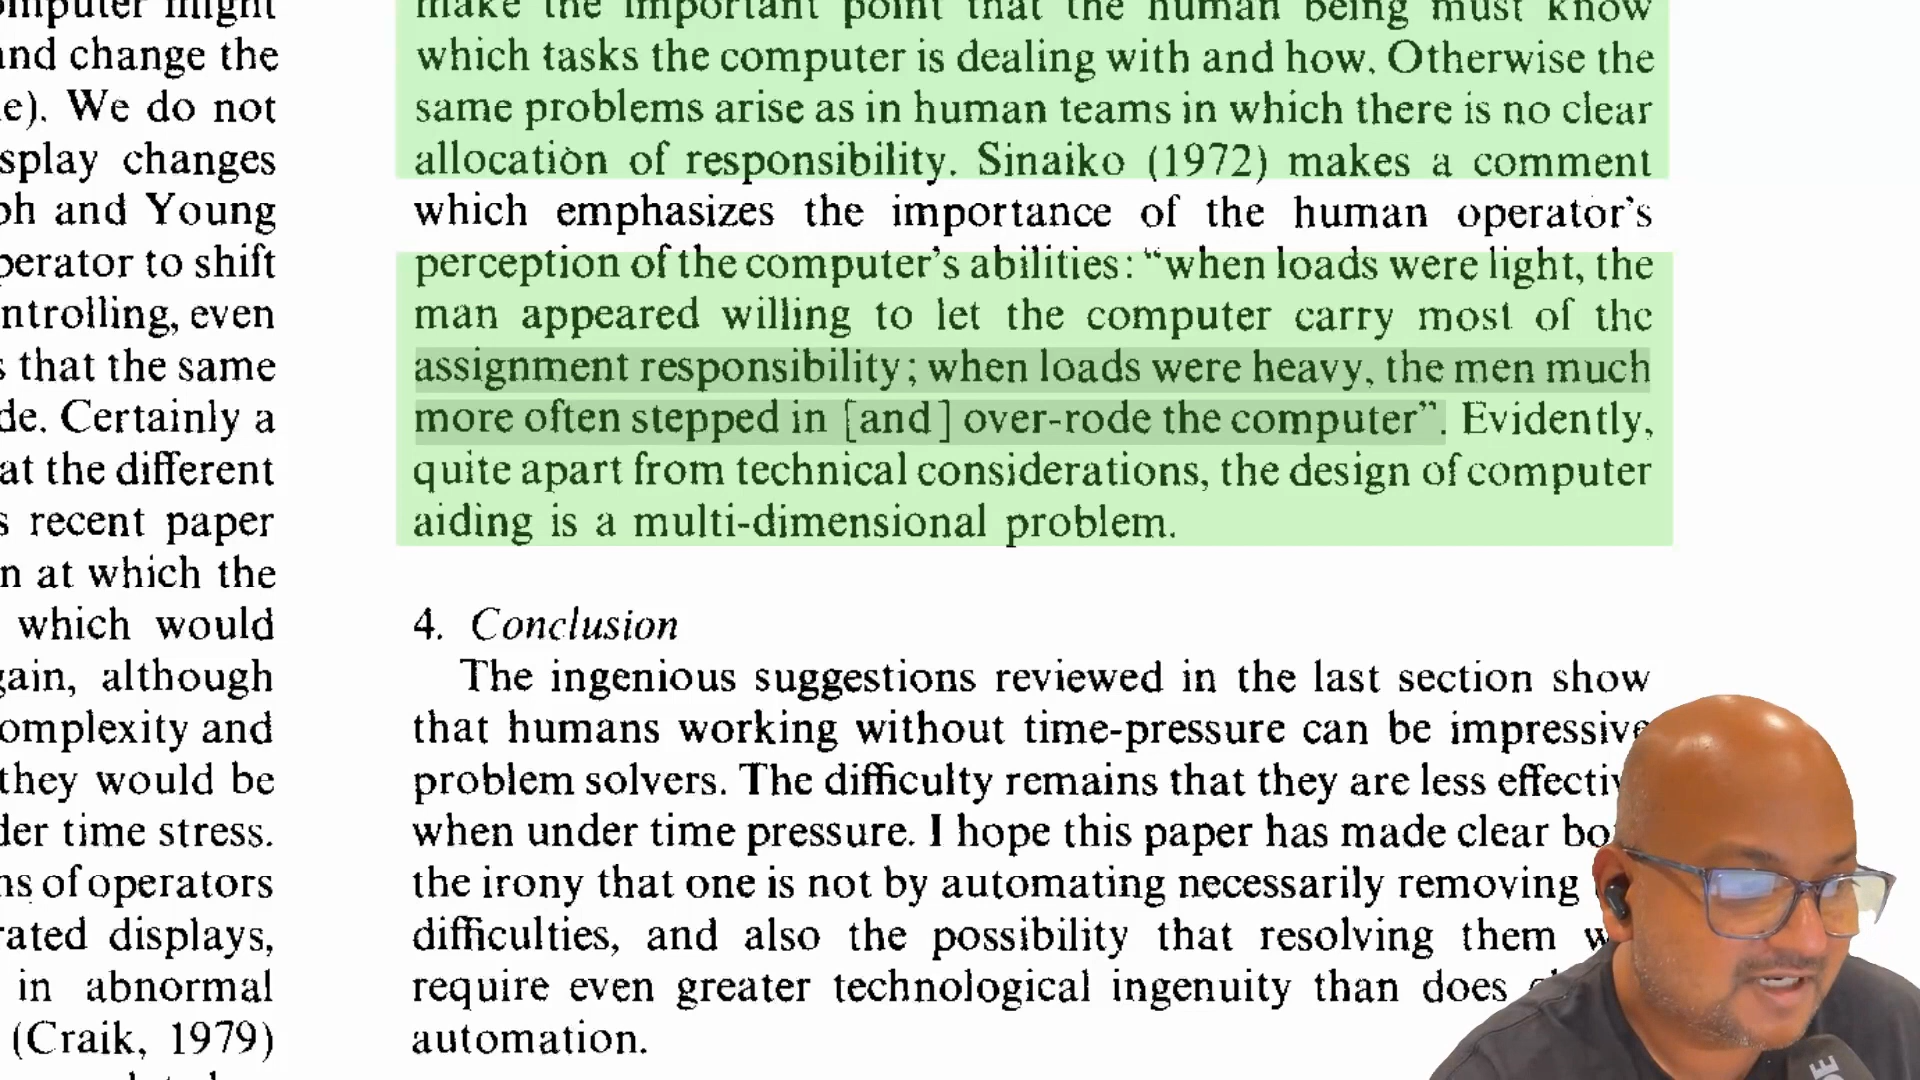 computer might
and change the
e). We do not
splay changes
ph and Young
perator to shift
ntrolling, even
s that the same
de. Certainly a
at the different
s recent paper
n at which the
which would
gain, although
omplexity and
they would be
der time stress.
ns of operators
rated displays,
in abnormal
(Craik, 1979)
make the important point that the human being must know
which tasks the computer is dealing with and how. Otherwise the
same problems arise as in human teams in which there is no clear
allocation of responsibility. Sinaiko (1972) makes a comment
which emphasizes the importance of the human operator's
perception of the computer's abilities: “when loads were light, the
man appeared willing to let the computer carry most of the
assignment responsibility; when loads were heavy, the men much
more often stepped in [and] over-rode the computer”. Evidently,
quite apart from technical considerations, the design of computer
aiding is a multi-dimensional problem.
4. Conclusion
The ingenious suggestions reviewed in the last section show
that humans working without time-pressure can be impressive
problem solvers. The difficulty remains that they are less effectiv
when under time pressure. I hope this paper has made clear bo
the irony that one is not by automating necessarily removing
difficulties, and also the possibility that resolving them w
require even greater technological ingenuity than does
automation.